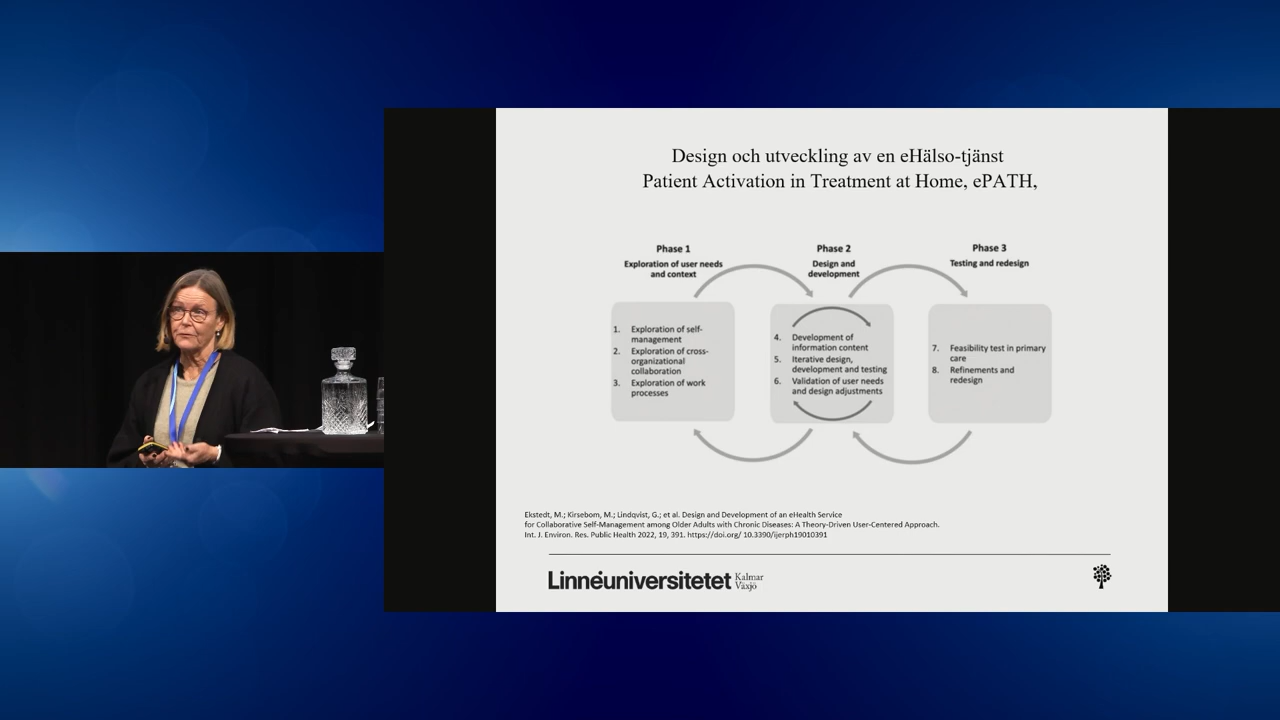 Design och utveckling av en eHälso-tjänst
Patient Activation in Treatment at Home, ePATH,
Phase 1
Exploration of user needs
and context
1. Exploration of self-
management
2. Exploration of cross-
organizational
collaboration
3. Exploration of work
processes
Phase 2
Design and
development
4. Development of
information content
5. Iterative design,
development and testing
6. Validation of user needs
and design adjustments
Phase 3
Testing and redesign
7. Feasibility test in primary
care
8. Refinements and
redesign
Ekstedt, M.; Kirsebom, M.; Lindqvist, G.; et al. Design and Development of an eHealth Service
for Collaborative Self-Management among Older Adults with Chronic Diseases: A Theory-Driven User-Centered Approach.
Int. J. Environ. Res. Public Health 2022, 19, 391. https://doi.org/ 10.3390/ijerph19010391
Linnéuniversitetet
Kalmar
Växjö